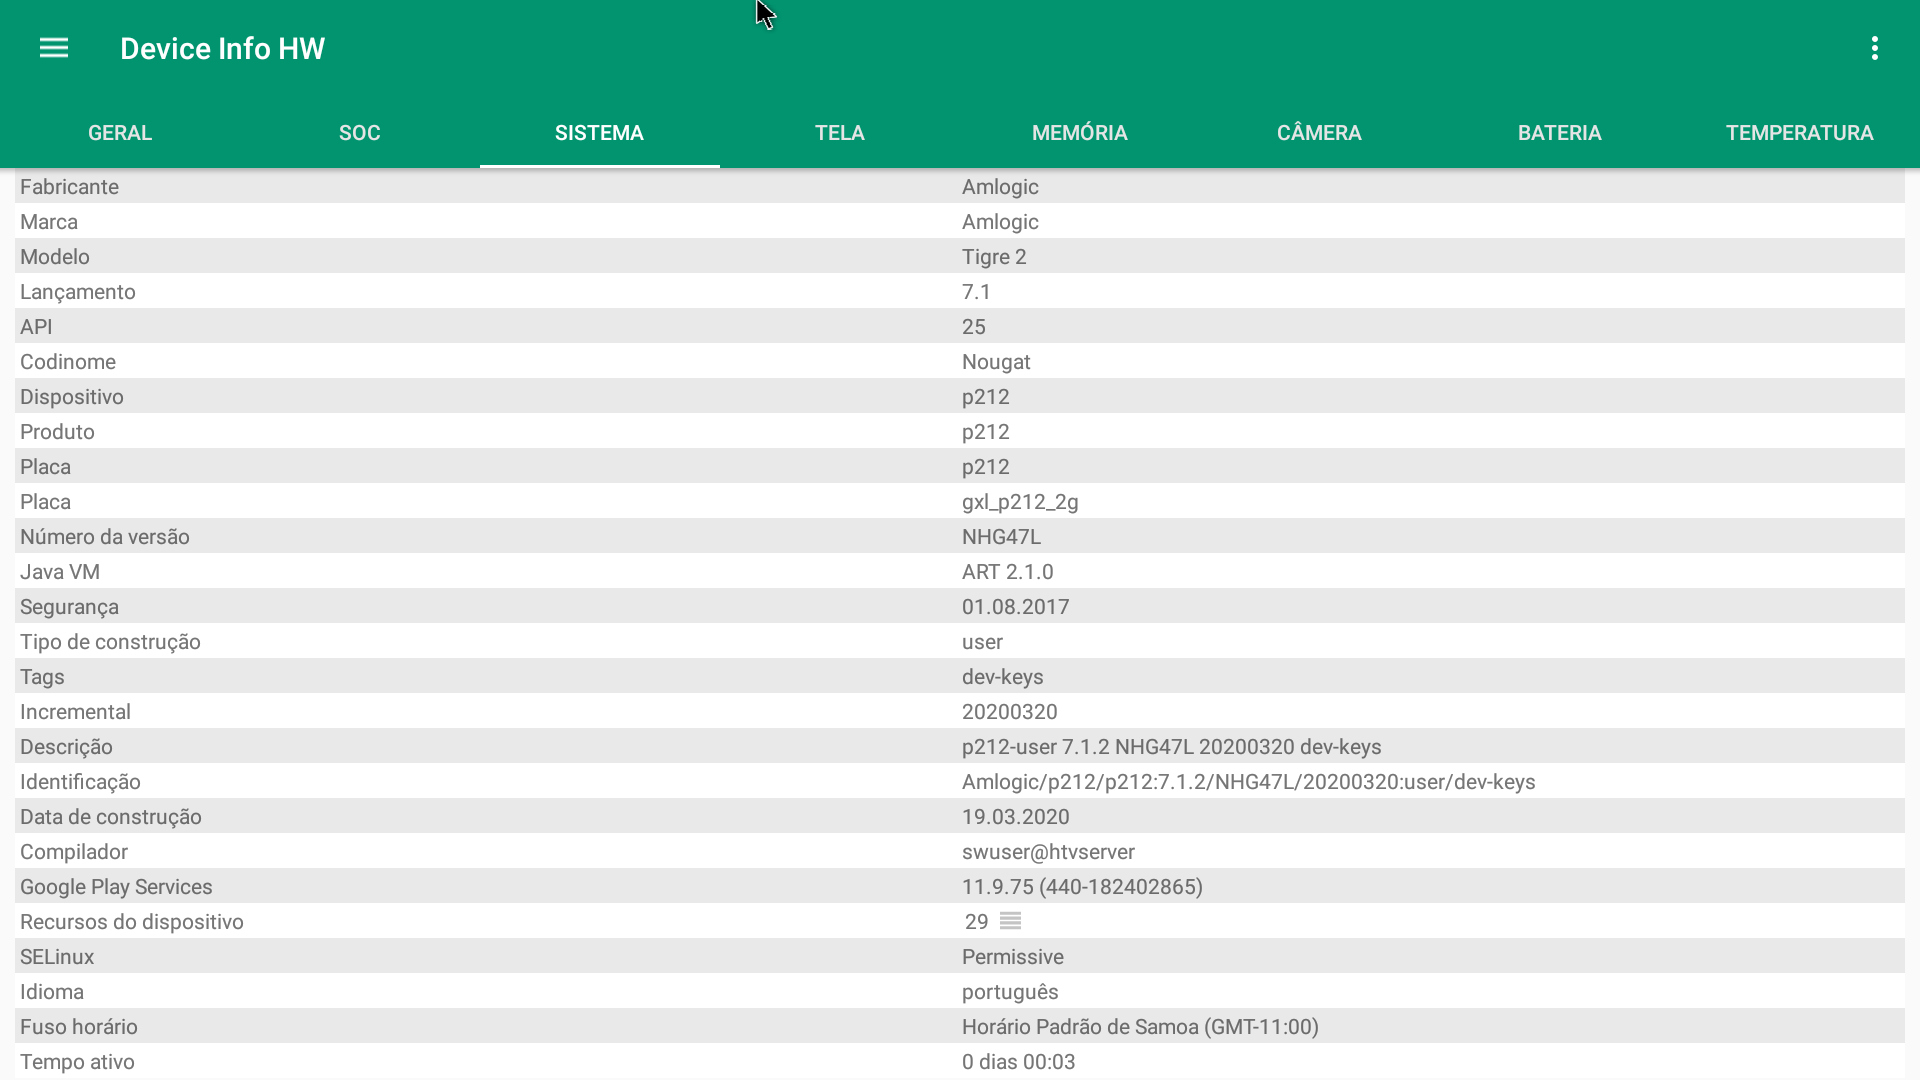 Device Info HW
GERAL SOC SISTEMA TELA MEMÓRIA CÂMERA BATERIA TEMPERATURA
Fabricante Amlogic
Marca Amlogic
Modelo Tigre 2
Lançamento 7.1
API 25
Codinome Nougat
Dispositivo p212
Produto p212
Placa p212
Placa gxl_p212_2g
Número da versão NHG47L
Java VM ART 2.1.0
Segurança 01.08.2017
Tipo de construção user
Tags dev-keys
Incremental 20200320
Descrição p212-user 7.1.2 NHG47L 20200320 dev-keys
Identificação Amlogic/p212/p212:7.1.2/NHG47L/20200320:user/dev-keys
Data de construção 19.03.2020
Compilador swuser@htvserver
Google Play Services 11.9.75 (440-182402865)
Recursos do dispositivo 29
SELinux Permissive
Idioma português
Fuso horário Horário Padrão de Samoa (GMT-11:00)
Tempo ativo 0 dias 00:03